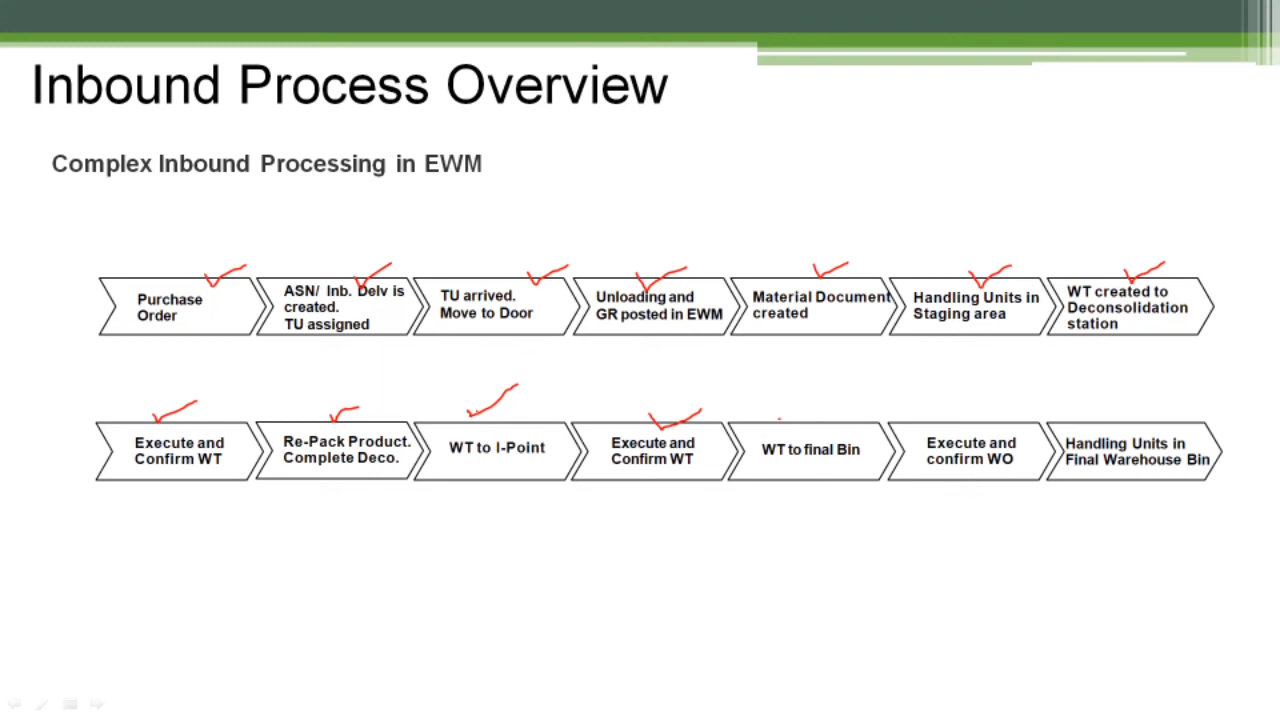 Inbound Process Overview
Complex Inbound Processing in EWM
Purchase
Order
ASN/ Inb. Delv is
created.
TU assigned
TU arrived.
Move to Door
Unloading and
GR posted in EWM
Material Document
created
Handling Units in
Staging area
WT created to
Deconsolidation
station
Execute and
Confirm WT
Re-Pack Product.
Complete Deco.
WT to I-Point
Execute and
Confirm WT
WT to final Bin
Execute and
confirm WO
Handling Units in
Final Warehouse Bin